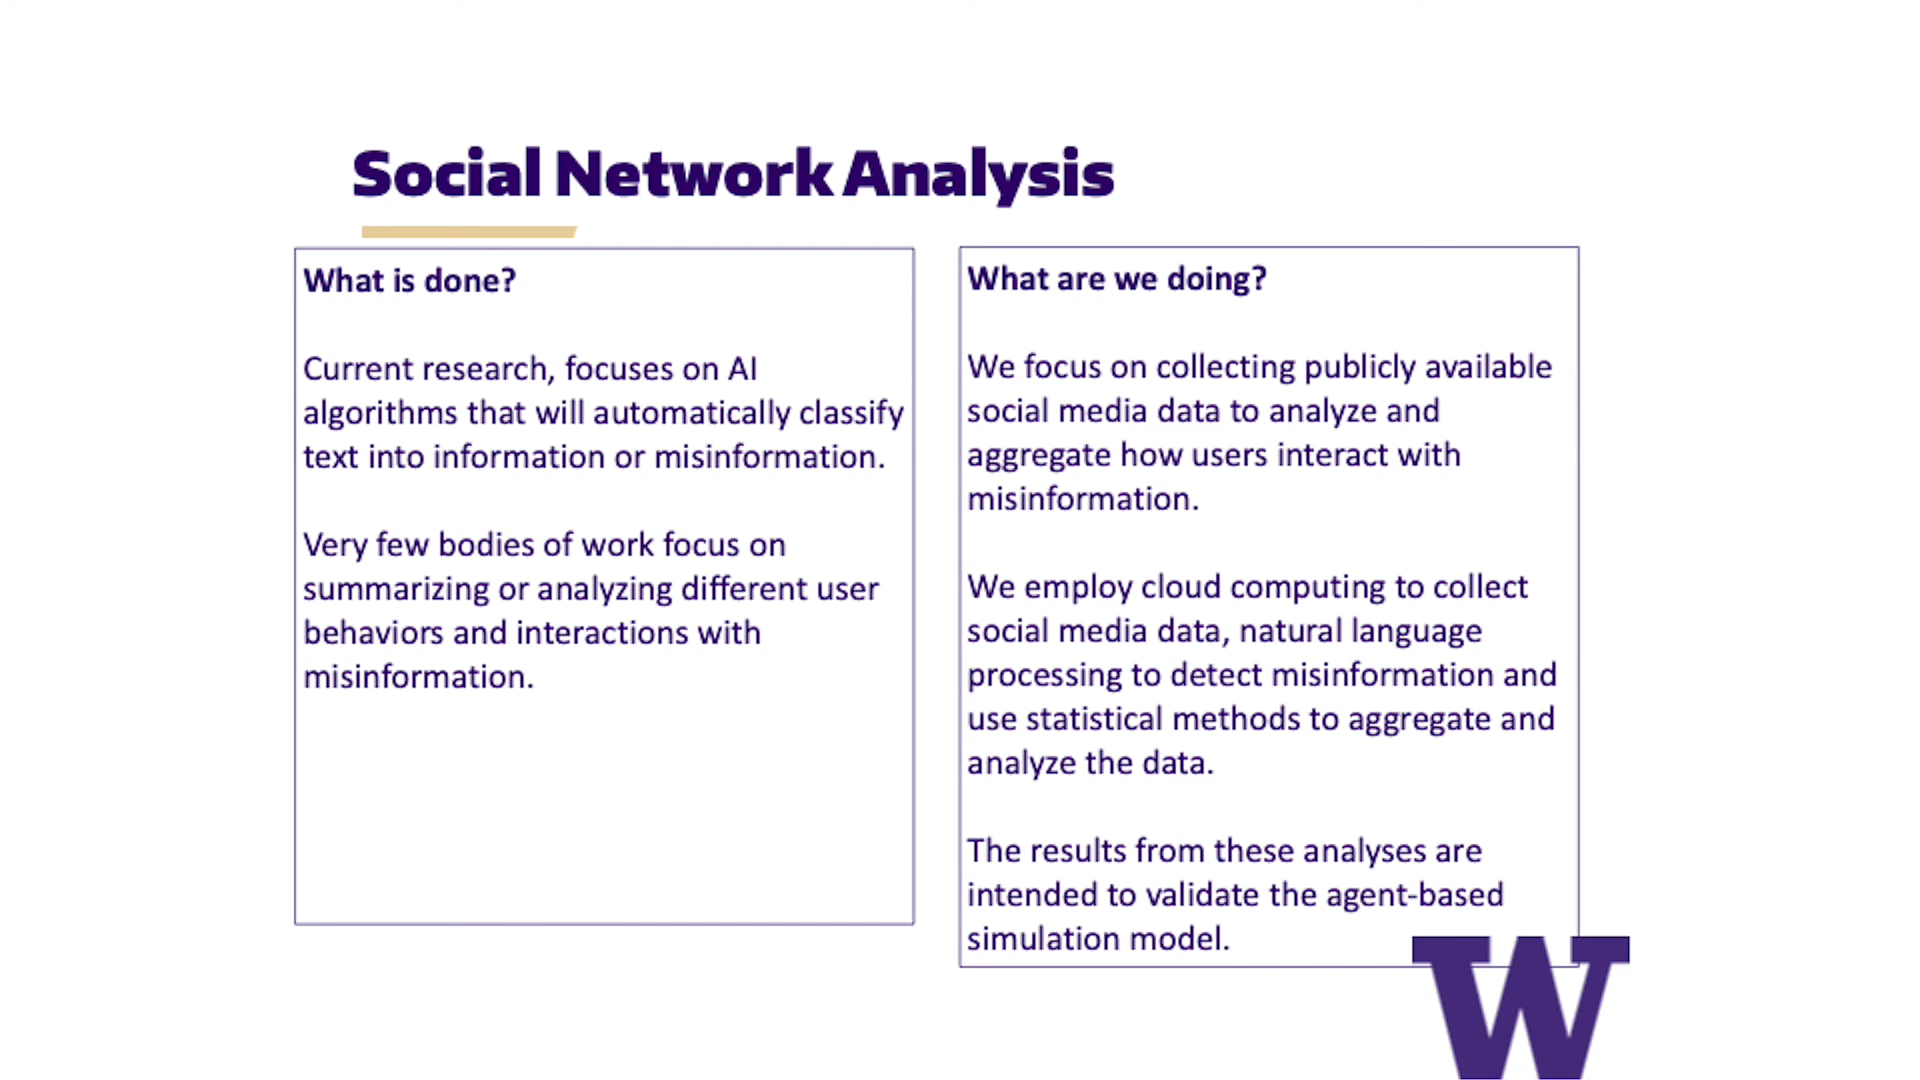 Social Network Analysis
What is done?
Current research, focuses on AI
algorithms that will automatically classify
text into information or misinformation.
Very few bodies of work focus on
summarizing or analyzing different user
behaviors and interactions with
misinformation.
What are we doing?
We focus on collecting publicly available
social media data to analyze and
aggregate how users interact with
misinformation.
We employ cloud computing to collect
social media data, natural language
processing to detect misinformation and
use statistical methods to aggregate and
analyze the data.
The results from these analyses are
intended to validate the agent-based
simulation model.
W